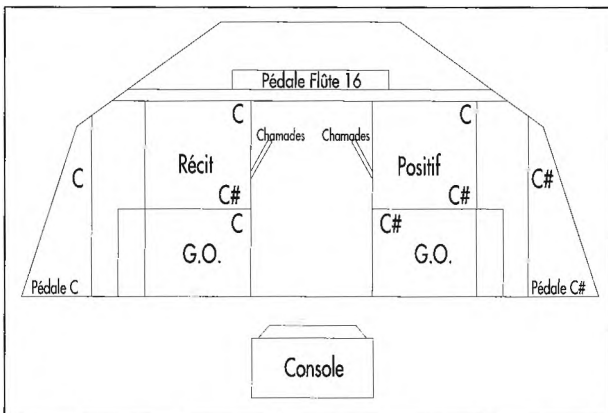 Pédale Flûte 16
C
C
Chamades
Chamades
C
Récit
Positif
C#
C#
C#
C
C#
G.O.
G.O.
Pédale C
Pédale C#
Console